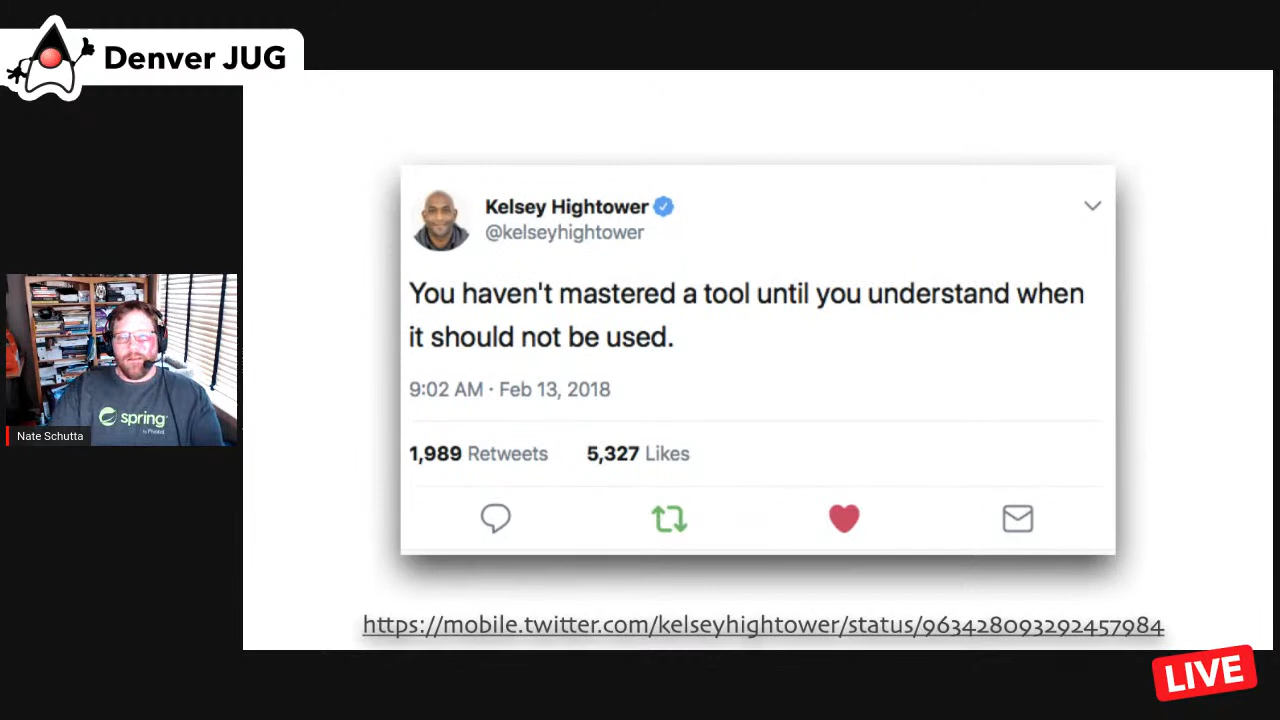 Denver JUG
Kelsey Hightower
@kelseyhightower
You haven't mastered a tool until you understand when
it should not be used.
9:02 AM · Feb 13, 2018
1,989 Retweets 5,327 Likes
spring
by Pivotal
Nate Schutta
https://mobile.twitter.com/kelseyhightower/status/963428093292457984
LIVE